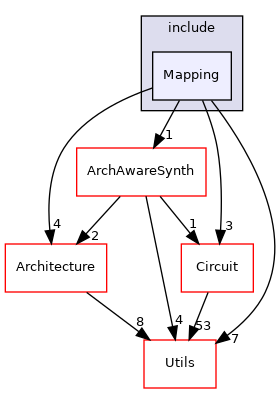 include
Mapping
1
ArchAwareSynth
4
2
1
3
Architecture
Circuit
8
4
53
7
Utils